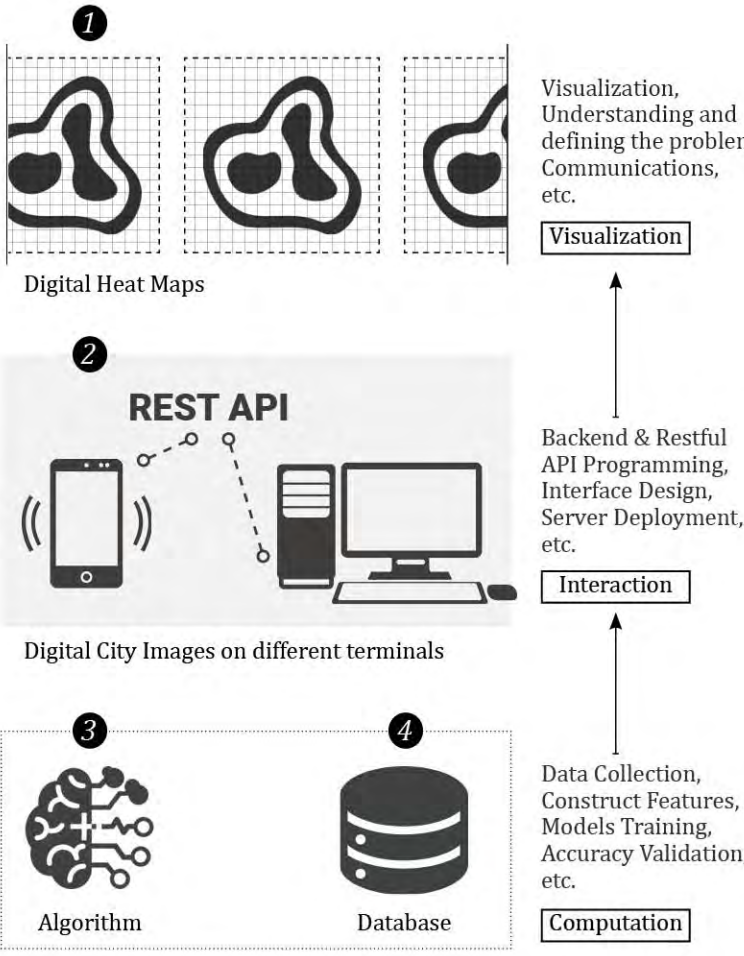 1
Visualization,
Understanding and
defining the problem
Communications,
etc.
Visualization
Digital Heat Maps
2
REST API
Backend & Restful
API Programming,
Interface Design,
Server Deployment,
etc.
Interaction
Digital City Images on different terminals
3
4
Data Collection,
Construct Features,
Models Training,
Accuracy Validation
etc.
Algorithm
Database
Computation